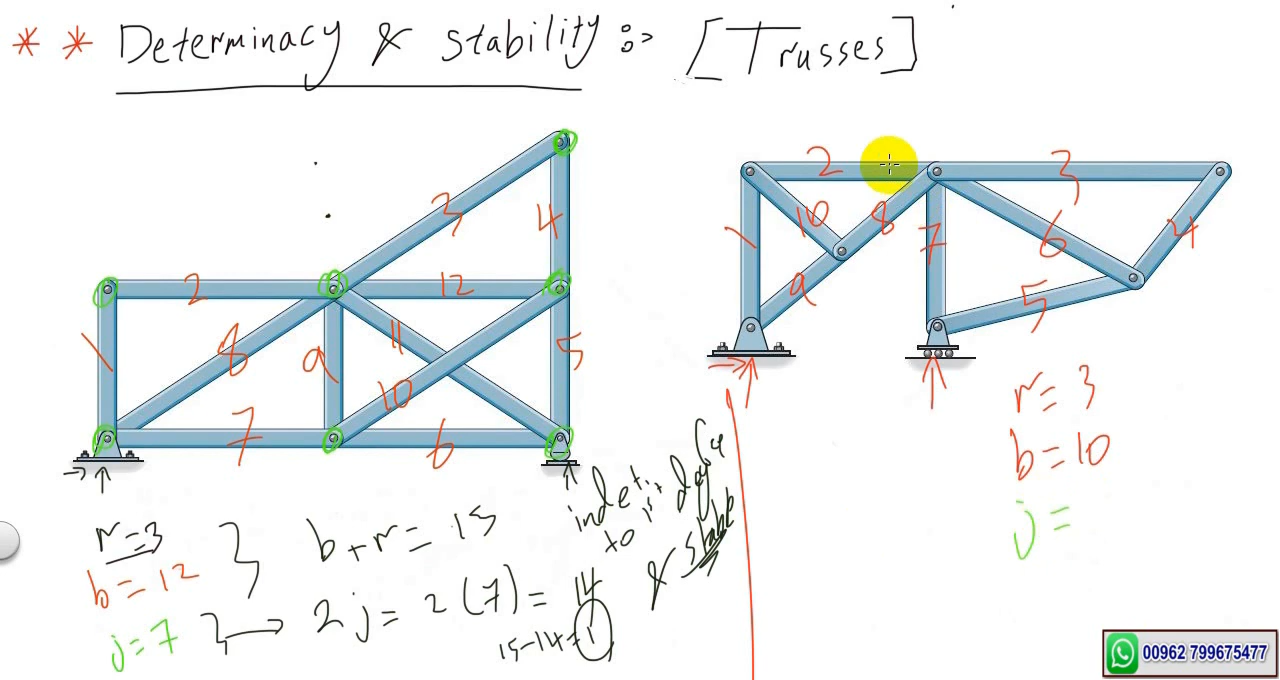 * * Determinacy & stability :-> [Trusses]
3
4
2
12
1
8
9
11
5
10
7
6
r=3
b=12
j=7
b+r= 15
2j= 2(7)= 14
15-14=1
indet. to 1st deg
& stable
2
3
1
10
8
7
6
4
9
5
r= 3
b=10
j=
00962 799675477